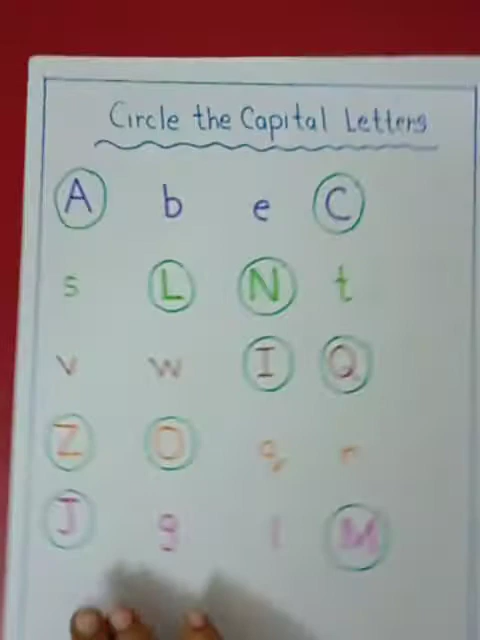 Circle the Capital Letters
A b e C
s L N t
v w I Q
Z O q r
J g l M